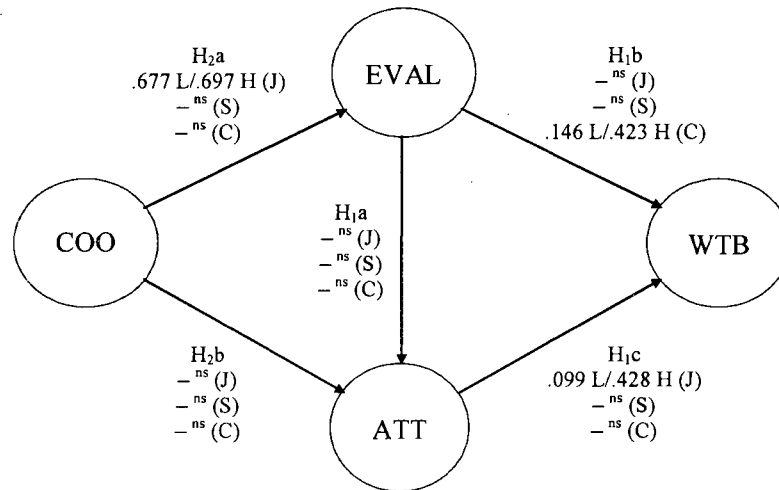 H₂a
.677 L/.697 H (J)
– ⁿˢ (S)
– ⁿˢ (C)
EVAL
H₁b
– ⁿˢ (J)
– ⁿˢ (S)
.146 L/.423 H (C)
COO
H₁a
– ⁿˢ (J)
– ⁿˢ (S)
– ⁿˢ (C)
WTB
H₂b
– ⁿˢ (J)
– ⁿˢ (S)
– ⁿˢ (C)
ATT
H₁c
.099 L/.428 H (J)
– ⁿˢ (S)
– ⁿˢ (C)